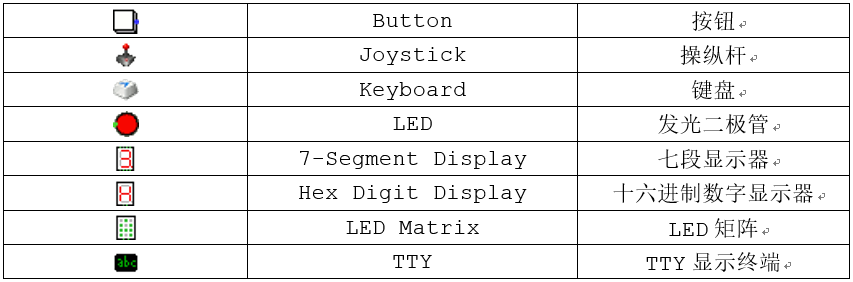 Button 按钮
Joystick 操纵杆
Keyboard 键盘
LED 发光二极管
7-Segment Display 七段显示器
Hex Digit Display 十六进制数字显示器
LED Matrix LED 矩阵
abc TTY TTY 显示终端